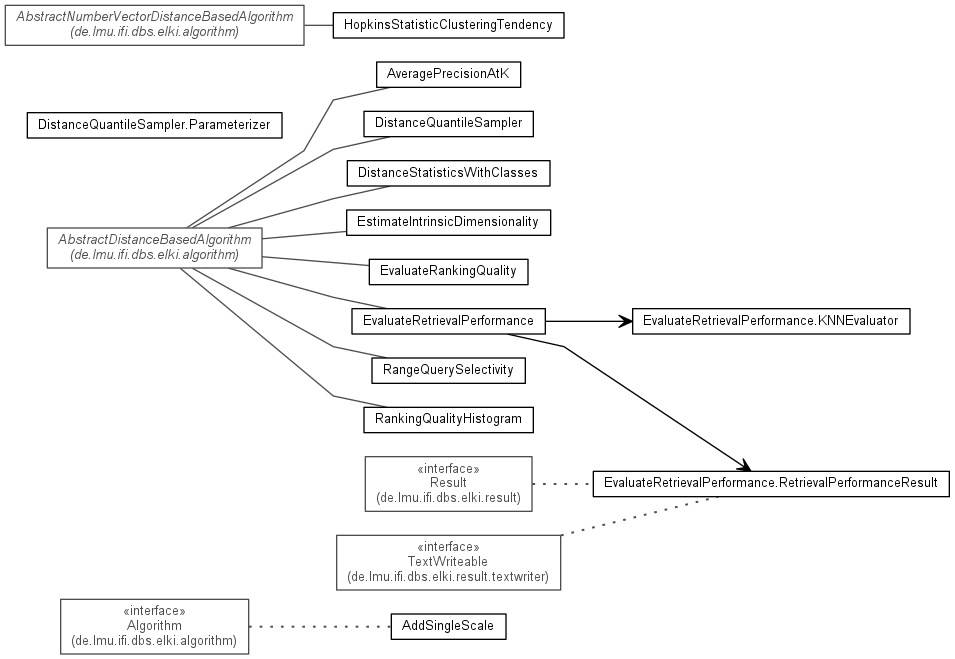 AbstractNumberVectorDistanceBasedAlgorithm
(de.lmu.ifi.dbs.elki.algorithm)
HopkinsStatisticClusteringTendency
AveragePrecisionAtK
DistanceQuantileSampler.Parameterizer
DistanceQuantileSampler
DistanceStatisticsWithClasses
EstimateIntrinsicDimensionality
AbstractDistanceBasedAlgorithm
(de.lmu.ifi.dbs.elki.algorithm)
EvaluateRankingQuality
EvaluateRetrievalPerformance
EvaluateRetrievalPerformance.KNNEvaluator
RangeQuerySelectivity
RankingQualityHistogram
«interface»
Result
(de.lmu.ifi.dbs.elki.result)
EvaluateRetrievalPerformance.RetrievalPerformanceResult
«interface»
TextWriteable
(de.lmu.ifi.dbs.elki.result.textwriter)
«interface»
Algorithm
(de.lmu.ifi.dbs.elki.algorithm)
AddSingleScale